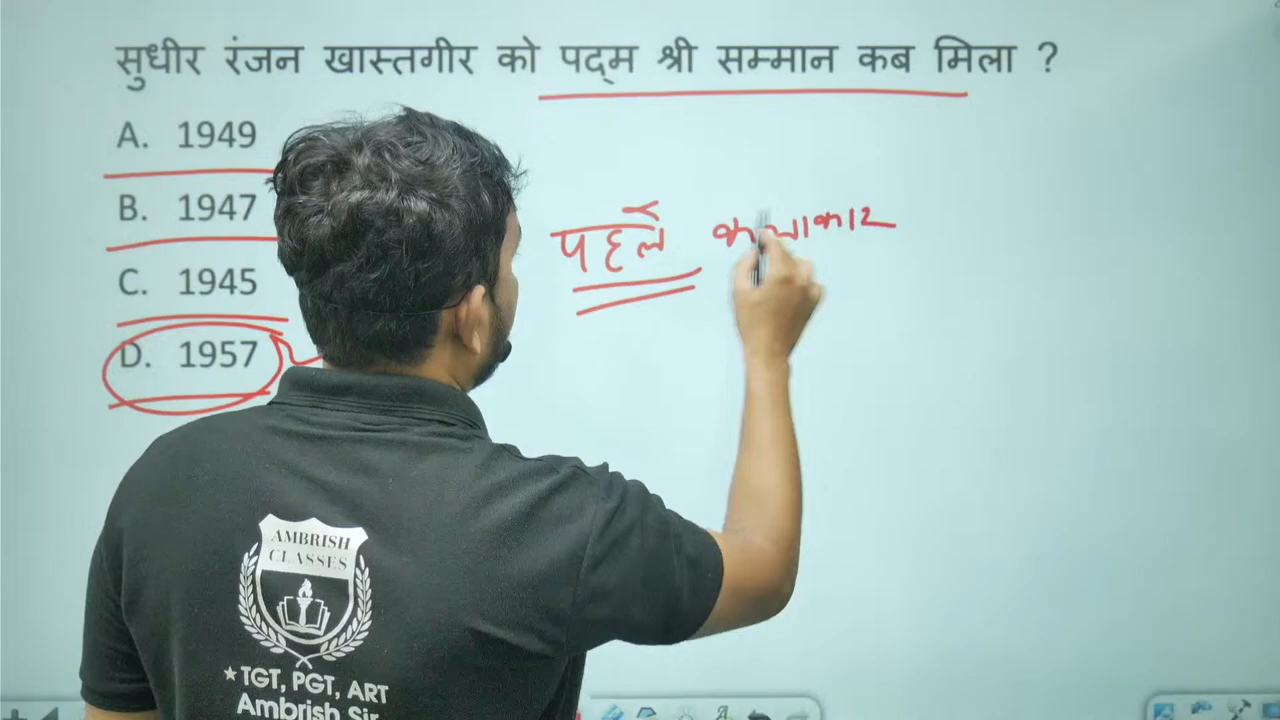 सुधीर रंजन खास्तगीर को पद्म श्री सम्मान कब मिला ?
A. 1949
B. 1947
C. 1945
D. 1957
पहले कलाकार
AMBRISH
CLASSES
TGT, PGT, ART
Ambrish Sir